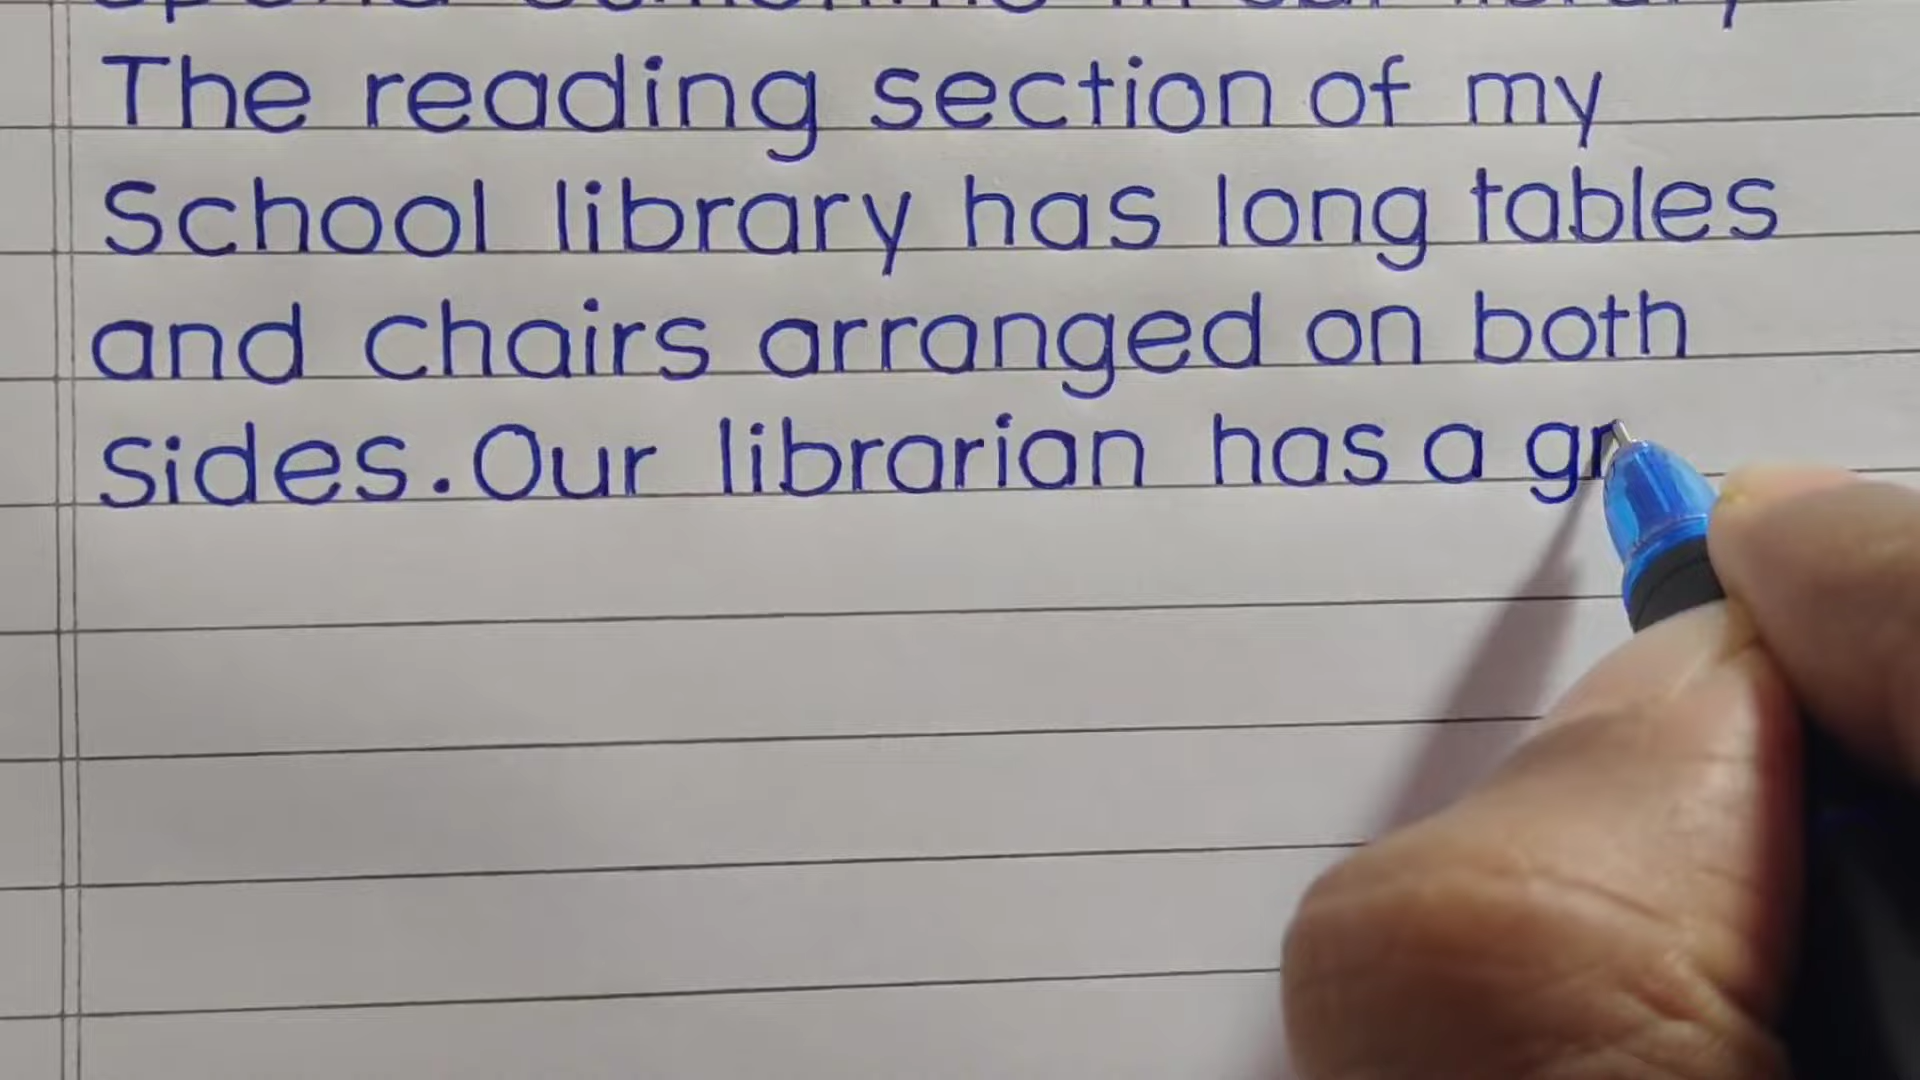 The reading section of my
School library has long tables
and chairs arranged on both
sides. Our librarian has a gr